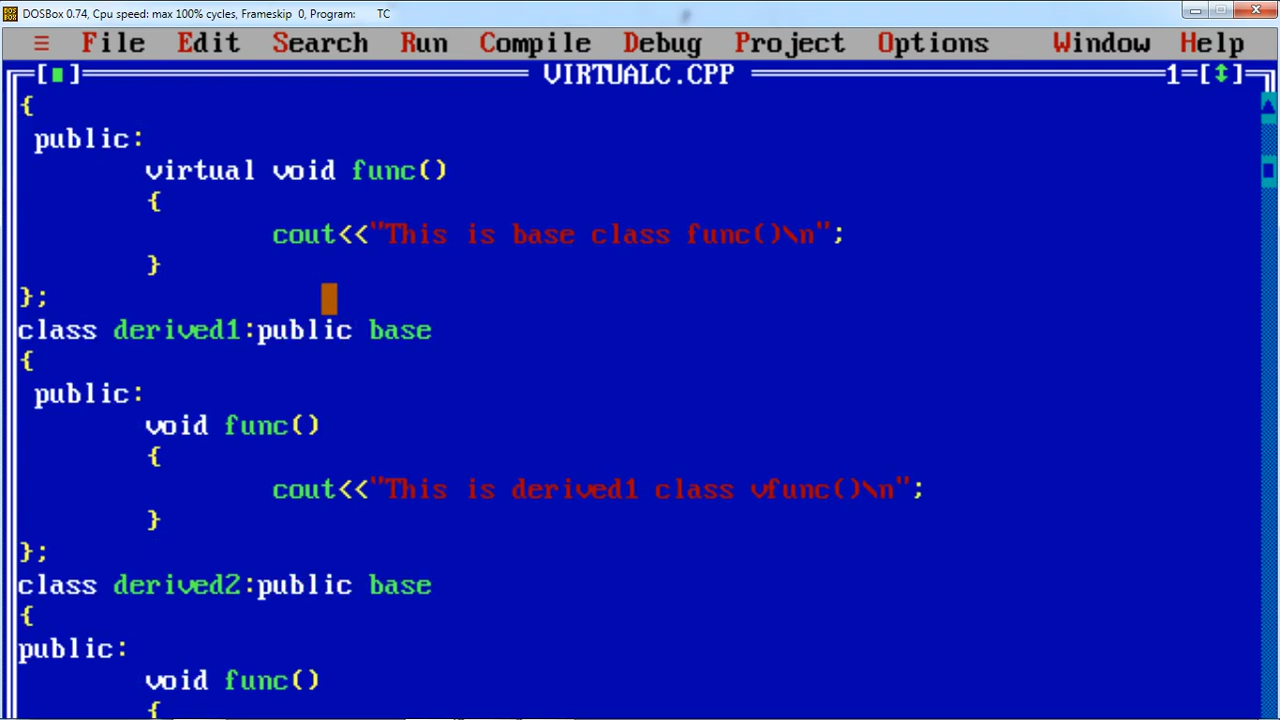 DOSBox 0.74, Cpu speed: max 100% cycles, Frameskip 0, Program: TC
≡ File Edit Search Run Compile Debug Project Options Window Help
[■] VIRTUALC.CPP 1=[↕]
{
public:
virtual void func()
{
cout<<"This is base class func()\n";
}
};
class derived1:public base
{
public:
void func()
{
cout<<"This is derived1 class vfunc()\n";
}
};
class derived2:public base
{
public:
void func()
{